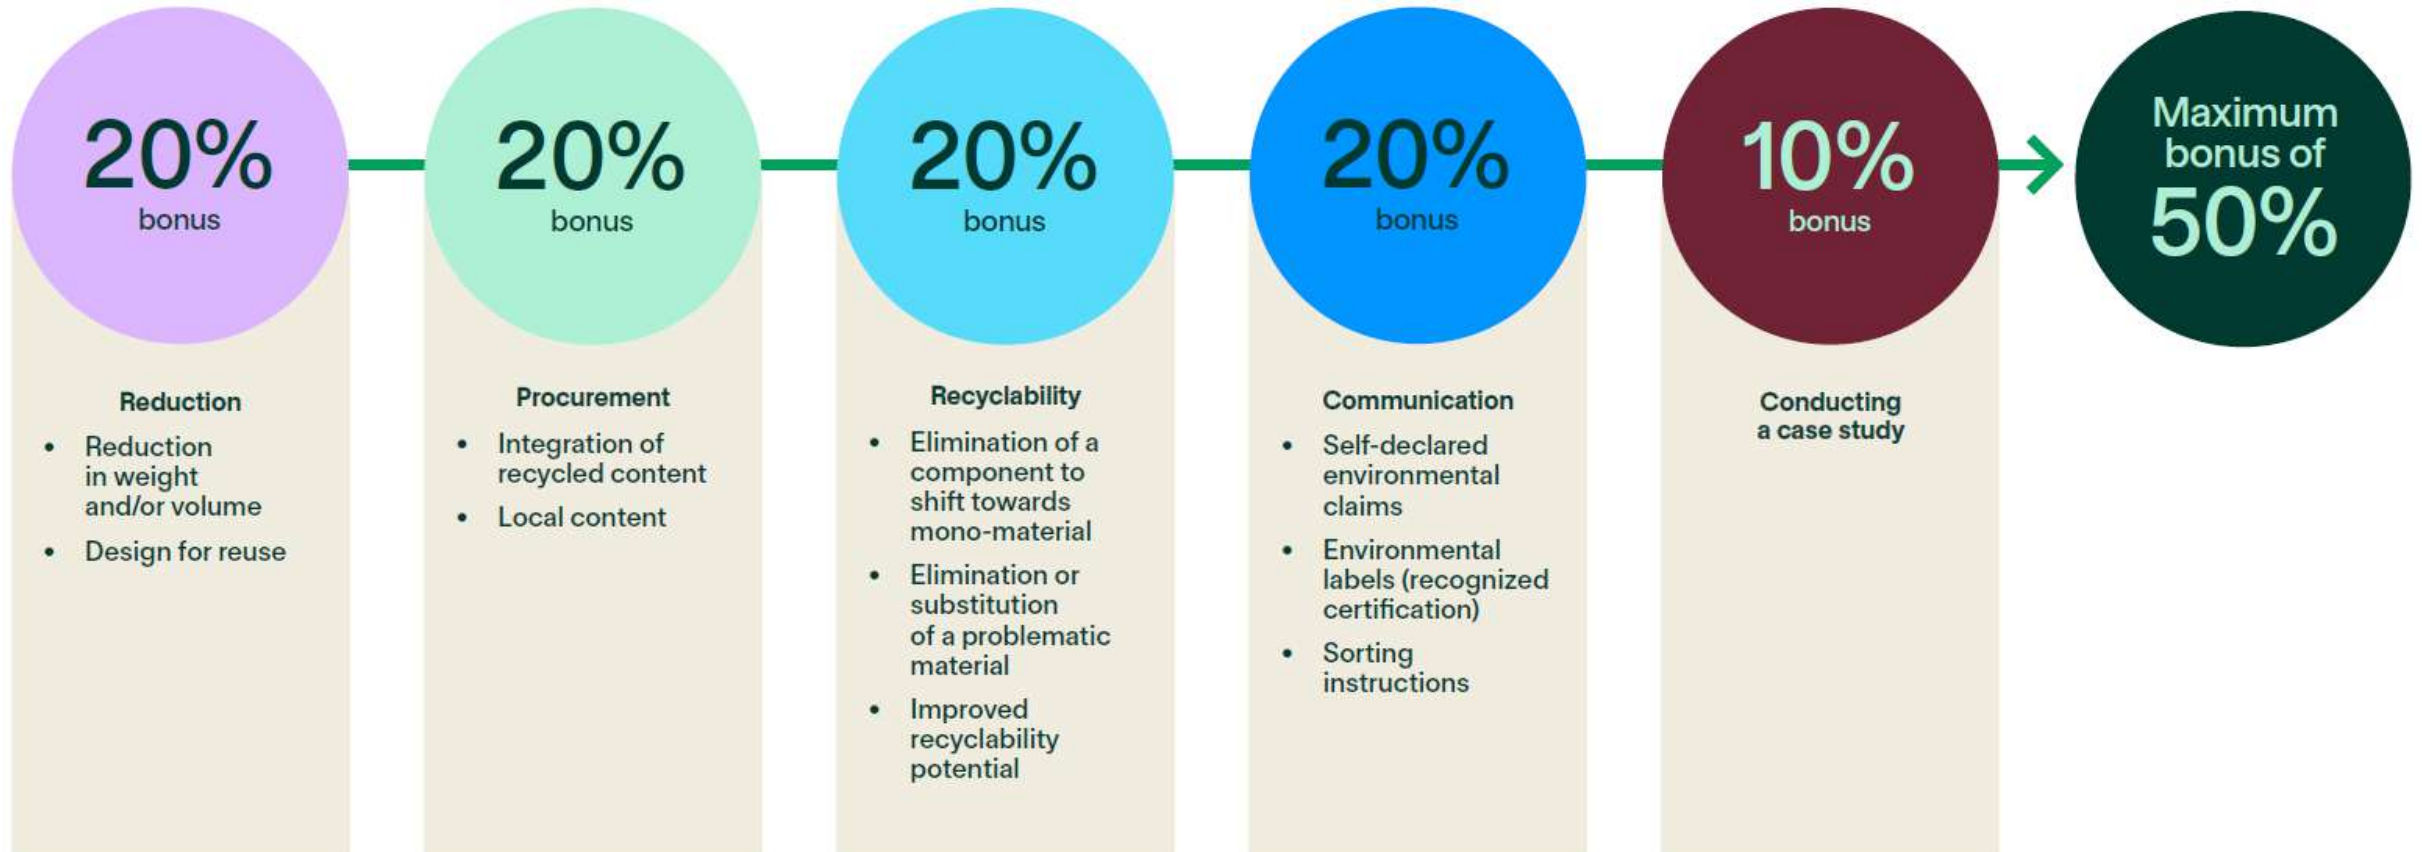 20%
bonus
Reduction
• Reduction
in weight
and/or volume
• Design for reuse
20%
bonus
Procurement
• Integration of
recycled content
• Local content
20%
bonus
Recyclability
• Elimination of a
component to
shift towards
mono-material
• Elimination or
substitution
of a problematic
material
• Improved
recyclability
potential
20%
bonus
Communication
• Self-declared
environmental
claims
• Environmental
labels (recognized
certification)
• Sorting
instructions
10%
bonus
Conducting
a case study
Maximum
bonus of
50%